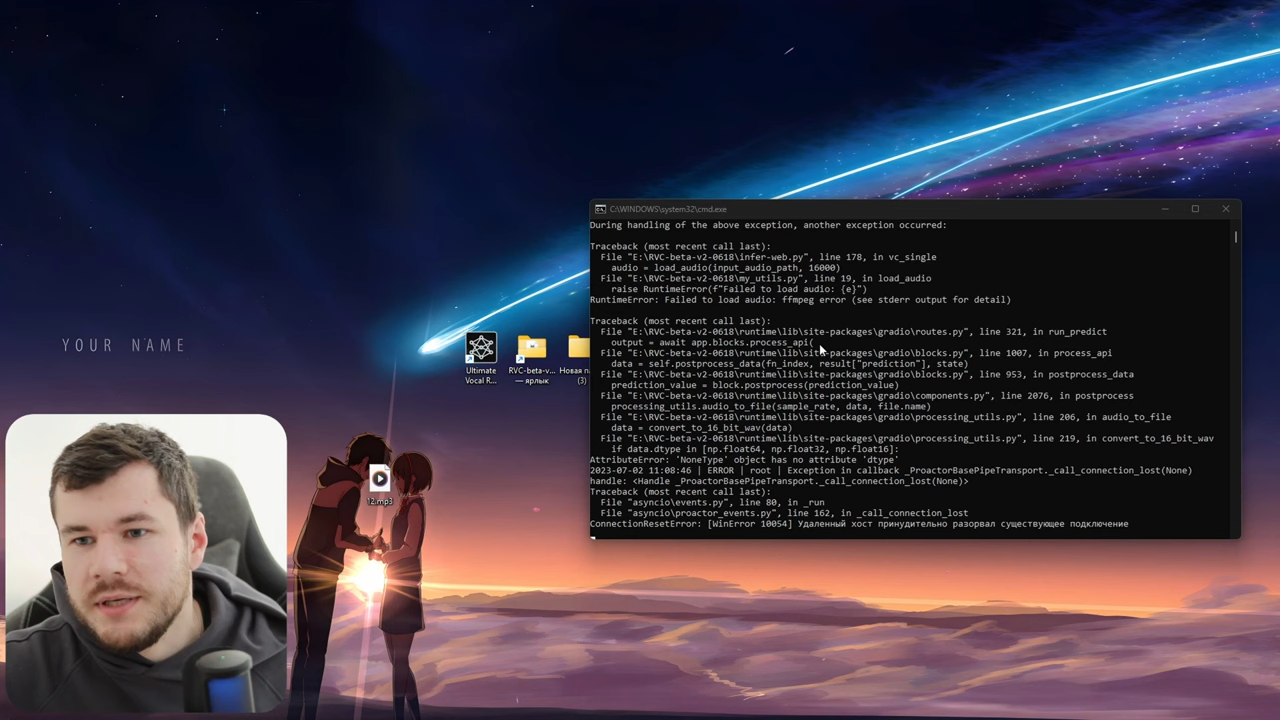 C:\WINDOWS\system32\cmd.exe
During handling of the above exception, another exception occurred:
Traceback (most recent call last):
File "E:\RVC-beta-v2-0618\infer-web.py", line 178, in vc_single
audio = load_audio(input_audio_path, 16000)
File "E:\RVC-beta-v2-0618\my_utils.py", line 19, in load_audio
raise RuntimeError(f"Failed to load audio: {e}")
RuntimeError: Failed to load audio: ffmpeg error (see stderr output for detail)
Traceback (most recent call last):
File "E:\RVC-beta-v2-0618\runtime\lib\site-packages\gradio\routes.py", line 321, in run_predict
output = await app.blocks.process_api(
File "E:\RVC-beta-v2-0618\runtime\lib\site-packages\gradio\blocks.py", line 1007, in process_api
data = self.postprocess_data(fn_index, result["prediction"], state)
File "E:\RVC-beta-v2-0618\runtime\lib\site-packages\gradio\blocks.py", line 953, in postprocess_data
prediction_value = block.postprocess(prediction_value)
File "E:\RVC-beta-v2-0618\runtime\lib\site-packages\gradio\components.py", line 2076, in postprocess
processing_utils.audio_to_file(sample_rate, data, file.name)
File "E:\RVC-beta-v2-0618\runtime\lib\site-packages\gradio\processing_utils.py", line 206, in audio_to_file
data = convert_to_16_bit_wav(data)
File "E:\RVC-beta-v2-0618\runtime\lib\site-packages\gradio\processing_utils.py", line 219, in convert_to_16_bit_wav
if data.dtype in [np.float64, np.float32, np.float16]:
AttributeError: 'NoneType' object has no attribute 'dtype'
2023-07-02 11:08:46 | ERROR | root | Exception in callback _ProactorBasePipeTransport._call_connection_lost(None)
handle: <Handle _ProactorBasePipeTransport._call_connection_lost(None)>
Traceback (most recent call last):
File "asyncio\events.py", line 80, in _run
File "asyncio\proactor_events.py", line 162, in _call_connection_lost
ConnectionResetError: [WinError 10054] Удаленный хост принудительно разорвал существующее подключение
YOUR NAME
Ultimate
Vocal R...
RVC-beta-v...
— ярлык
Новая п
(3)
12.mp3